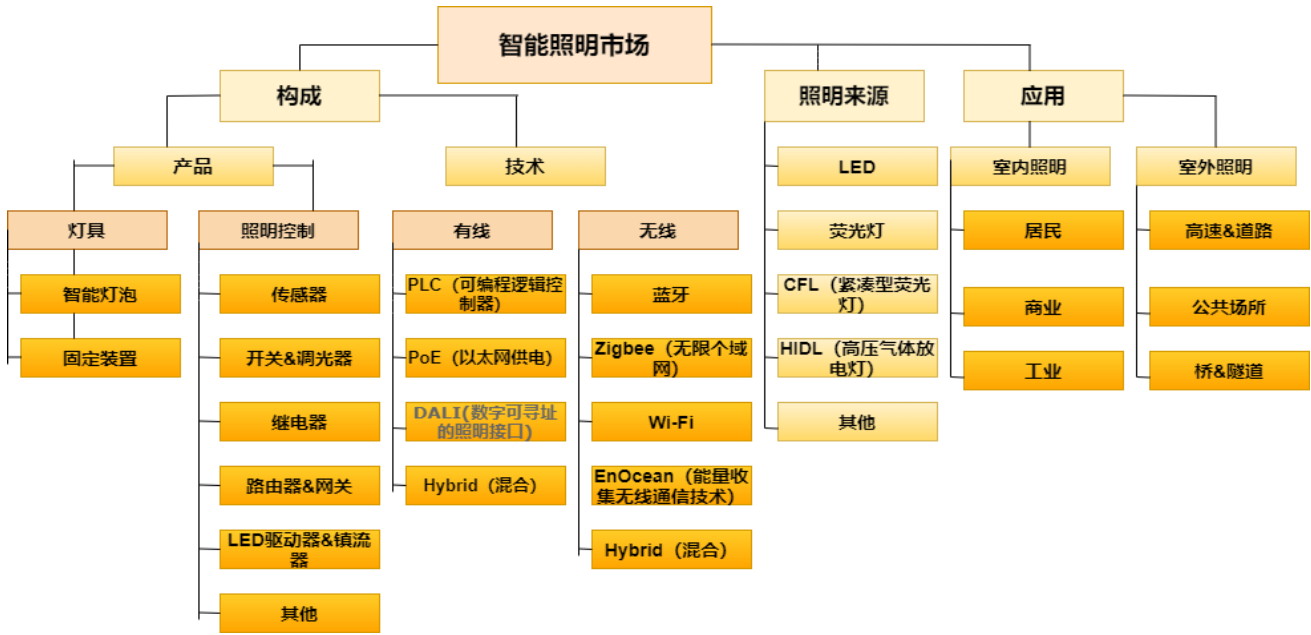 智能照明市场
构成
照明来源
应用
产品
技术
LED
室内照明
室外照明
灯具
照明控制
有线
无线
荧光灯
居民
高速&道路
智能灯泡
传感器
PLC（可编程逻辑控
制器）
蓝牙
CFL（紧凑型荧光
灯）
商业
公共场所
固定装置
开关&调光器
PoE（以太网供电）
Zigbee（无限个域
网）
HIDL（高压气体放
电灯）
工业
桥&隧道
继电器
DALI(数字可寻址
的照明接口)
Wi-Fi
其他
路由器&网关
Hybrid（混合）
EnOcean（能量收
集无线通信技术）
LED驱动器&镇流
器
Hybrid（混合）
其他